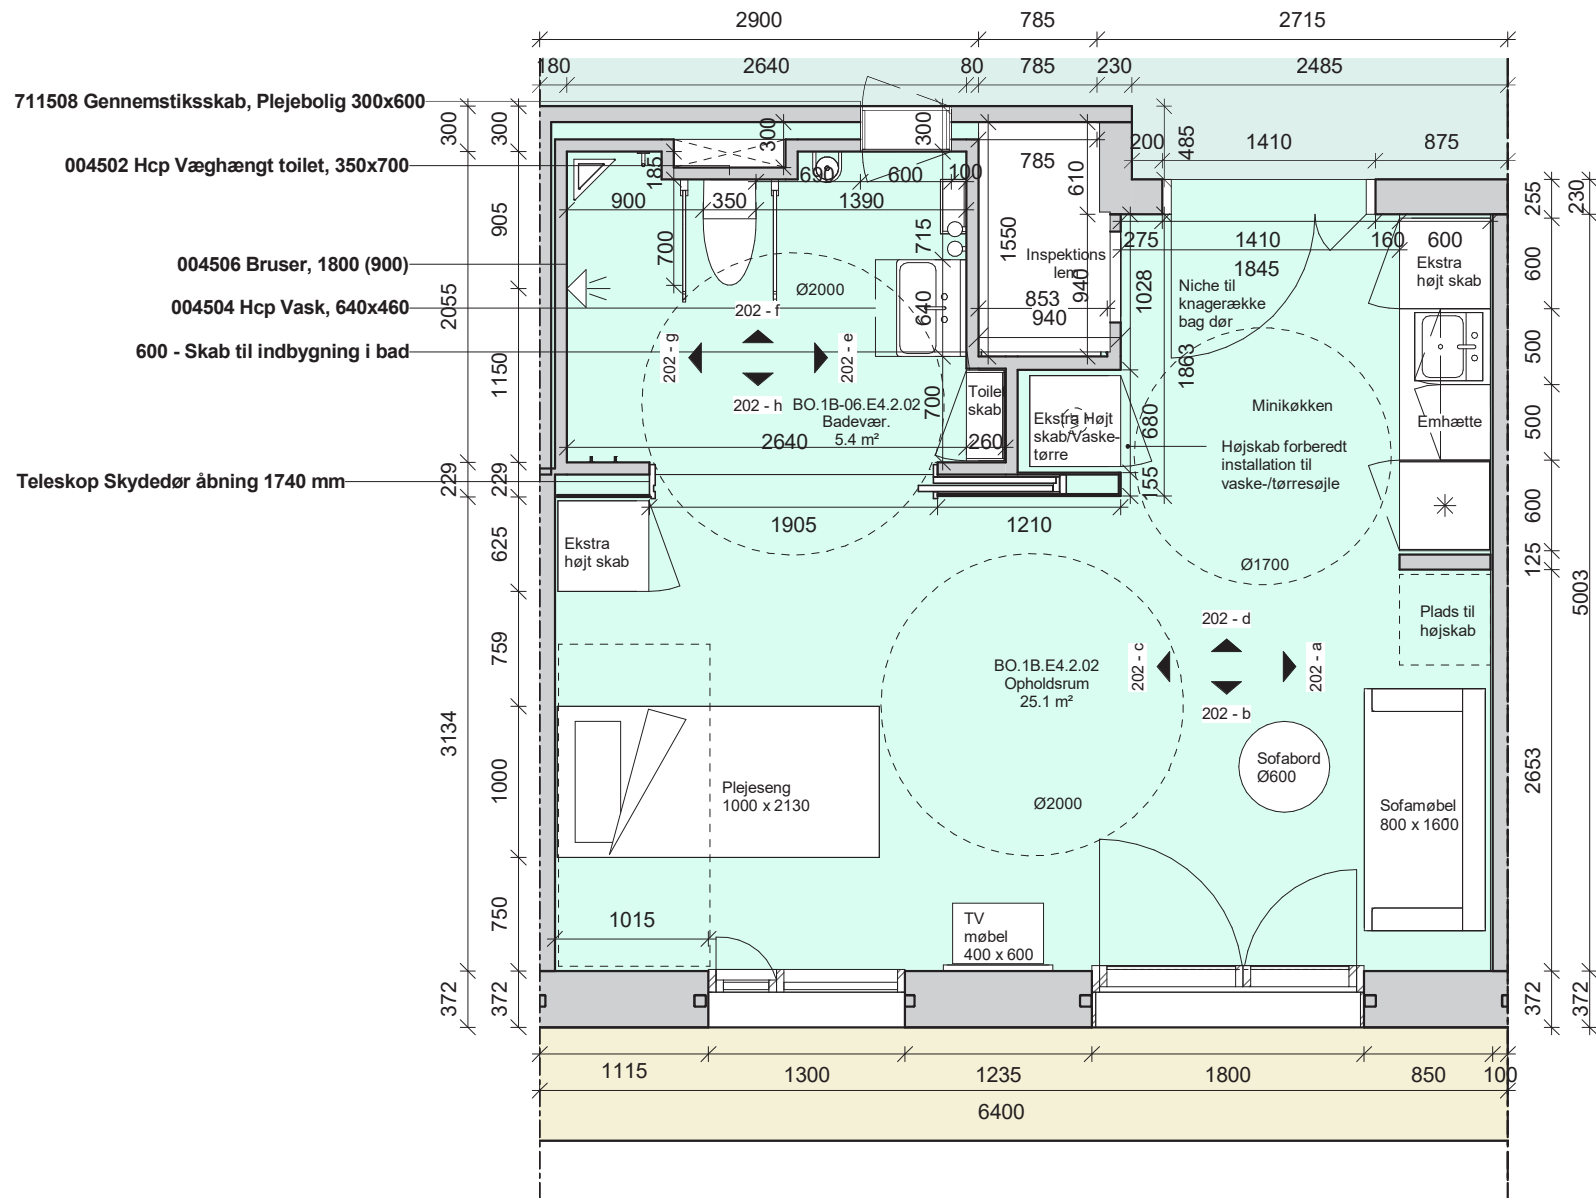 2900
785
2715
180
2640
80
785
230
2485
711508 Gennemstiksskab, Plejebolig 300x600
300
300
300
300
785
610
200
485
1410
875
255
230
004502 Hcp Væghængt toilet, 350x700
185
690
600
100
900
350
1390
905
700
715
1550
275
1410
160
600
1845
004506 Bruser, 1800 (900)
Ø2000
Inspektions
lem
940
1028
Niche til
knagerække
bag dør
Ekstra
højt skab
600
004504 Hcp Vask, 640x460
2055
640
853
940
202 - f
202 - g
202 - e
202 - h
600 - Skab til indbygning i bad
1150
1863
500
BO.1B-06.E4.2.02
Badevær.
5.4 m²
700
Toilet
skab
Ekstra Højt
skab/Vaske-
tørre
680
Minikøkken
Emhætte
500
2640
260
Højskab forberedt
installation til
vaske-/tørresøjle
Teleskop Skydedør åbning 1740 mm
229
229
155
1905
1210
600
625
Ekstra
højt skab
Ø1700
125
5003
759
Plads til
højskab
202 - d
202 - c
202 - a
202 - b
BO.1B.E4.2.02
Opholdsrum
25.1 m²
3134
1000
Plejeseng
1000 x 2130
Ø2000
Sofabord
Ø600
Sofamøbel
800 x 1600
2653
750
1015
TV
møbel
400 x 600
372
372
372
372
1115
1300
1235
1800
850
100
6400